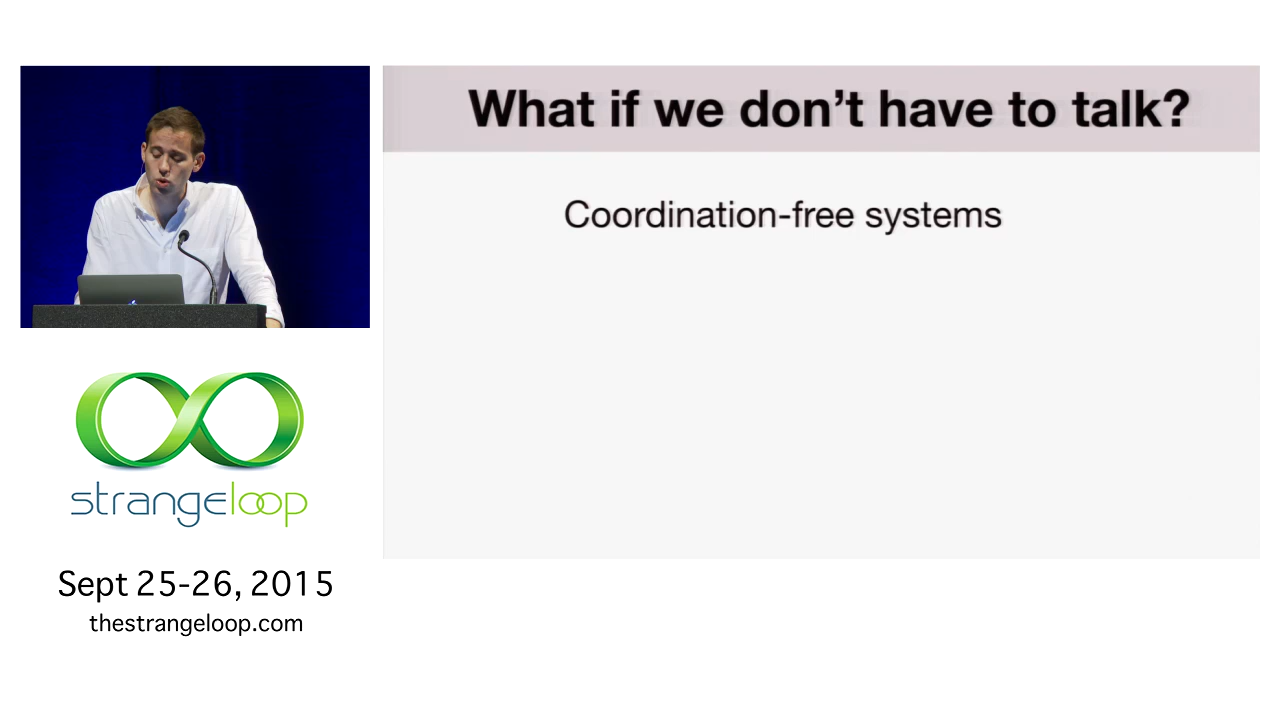 What if we don't have to talk?
Coordination-free systems
strangeloop
Sept 25-26, 2015
thestrangeloop.com